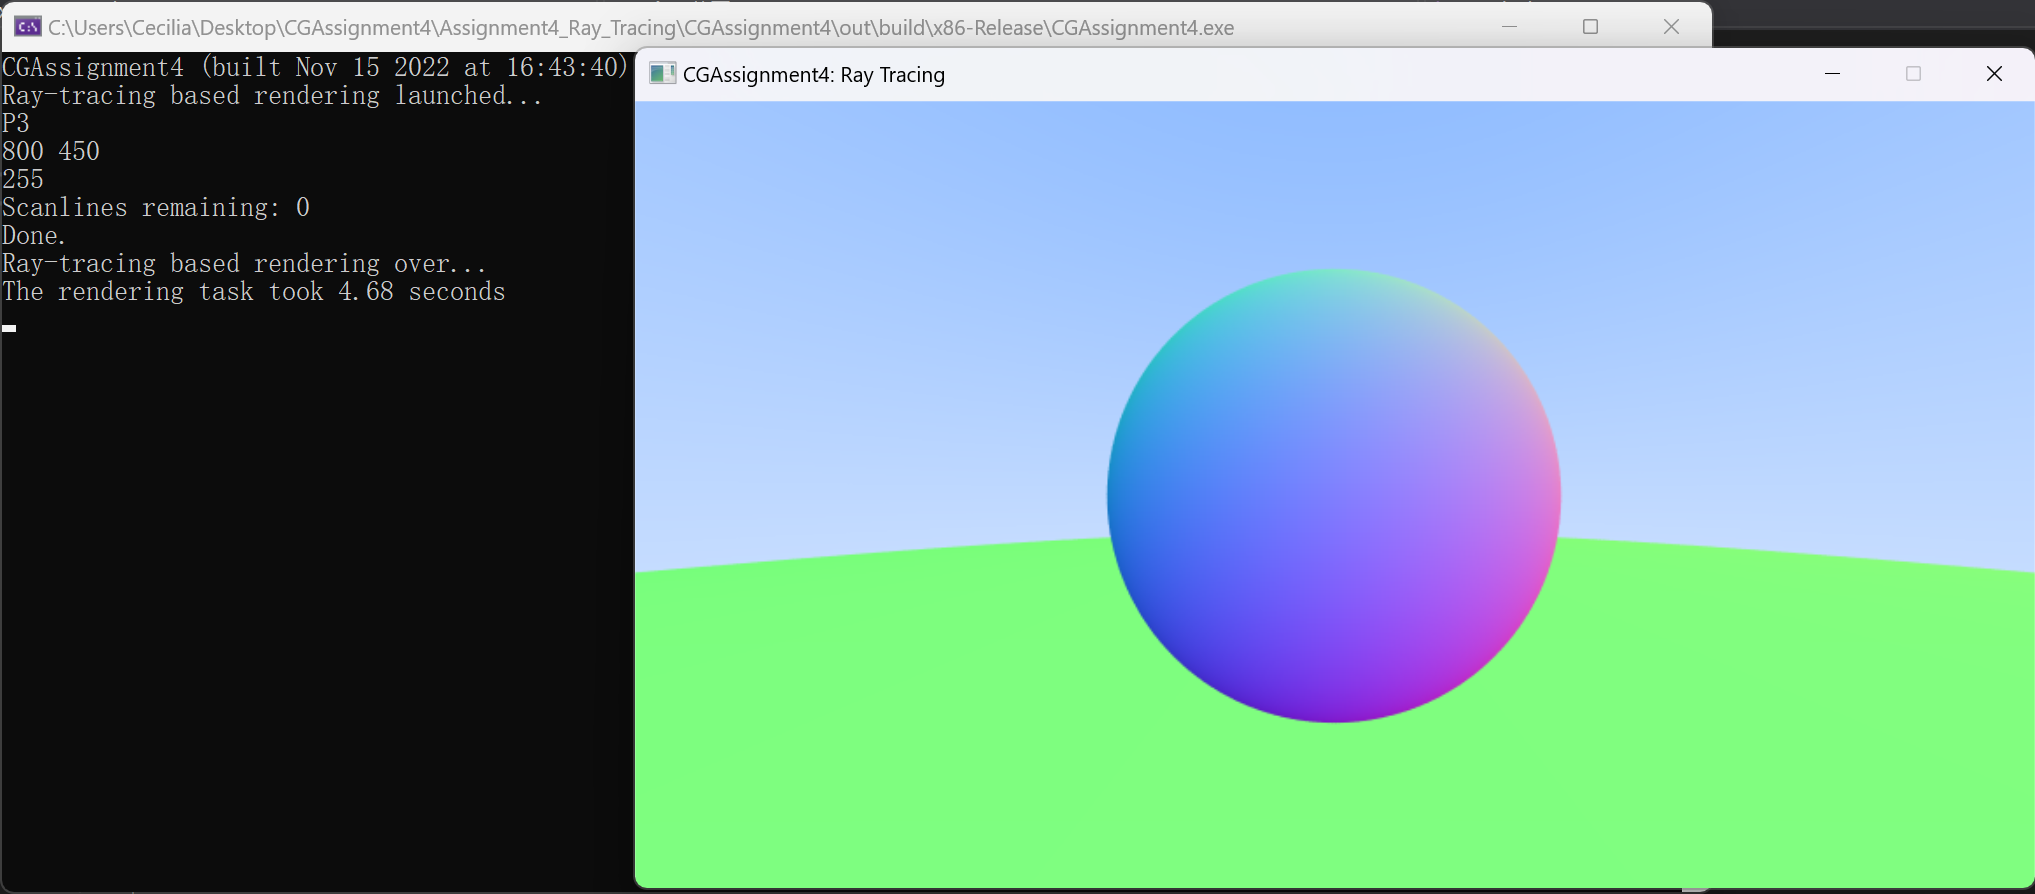 C:\Users\Cecilia\Desktop\CGAssignment4\Assignment4_Ray_Tracing\CGAssignment4\out\build\x86-Release\CGAssignment4.exe
CGAssignment4 (built Nov 15 2022 at 16:43:40)
Ray-tracing based rendering launched...
P3
800 450
255
Scanlines remaining: 0
Done.
Ray-tracing based rendering over...
The rendering task took 4.68 seconds
CGAssignment4: Ray Tracing